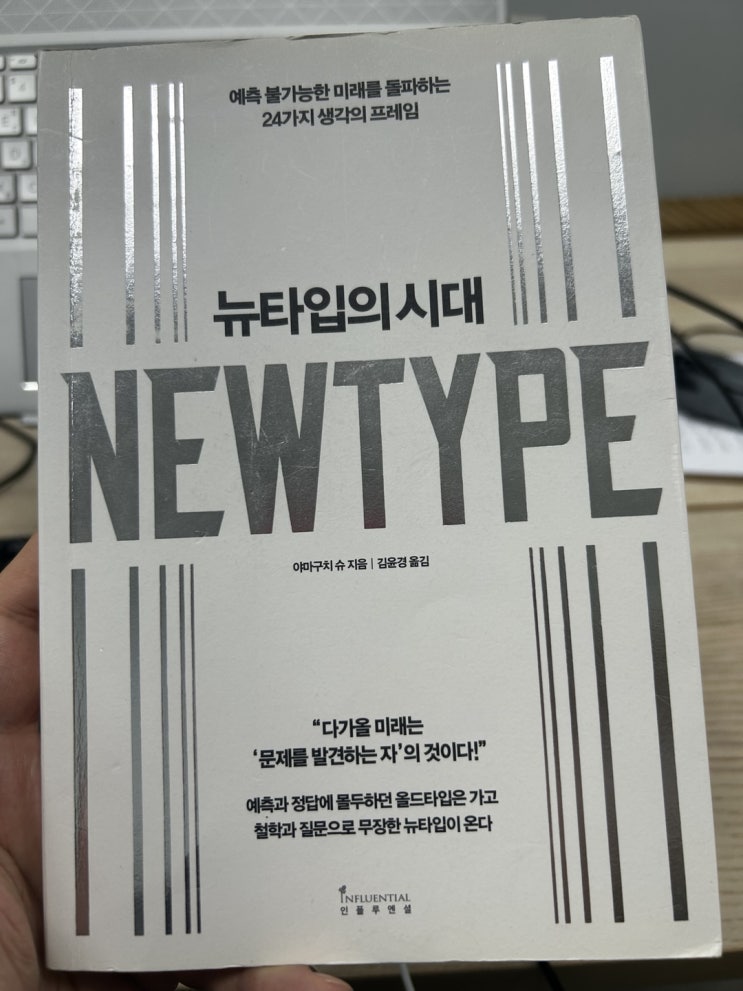 예측 불가능한 미래를 돌파하는
24가지 생각의 프레임
뉴타입의 시대
NEWTYPE
야마구치 슈 지음 | 김윤경 옮김
“다가올 미래는
‘문제를 발견하는 자’의 것이다!”
예측과 정답에 몰두하던 올드타입은 가고
철학과 질문으로 무장한 뉴타입이 온다
INFLUENTIAL
인플루엔셜